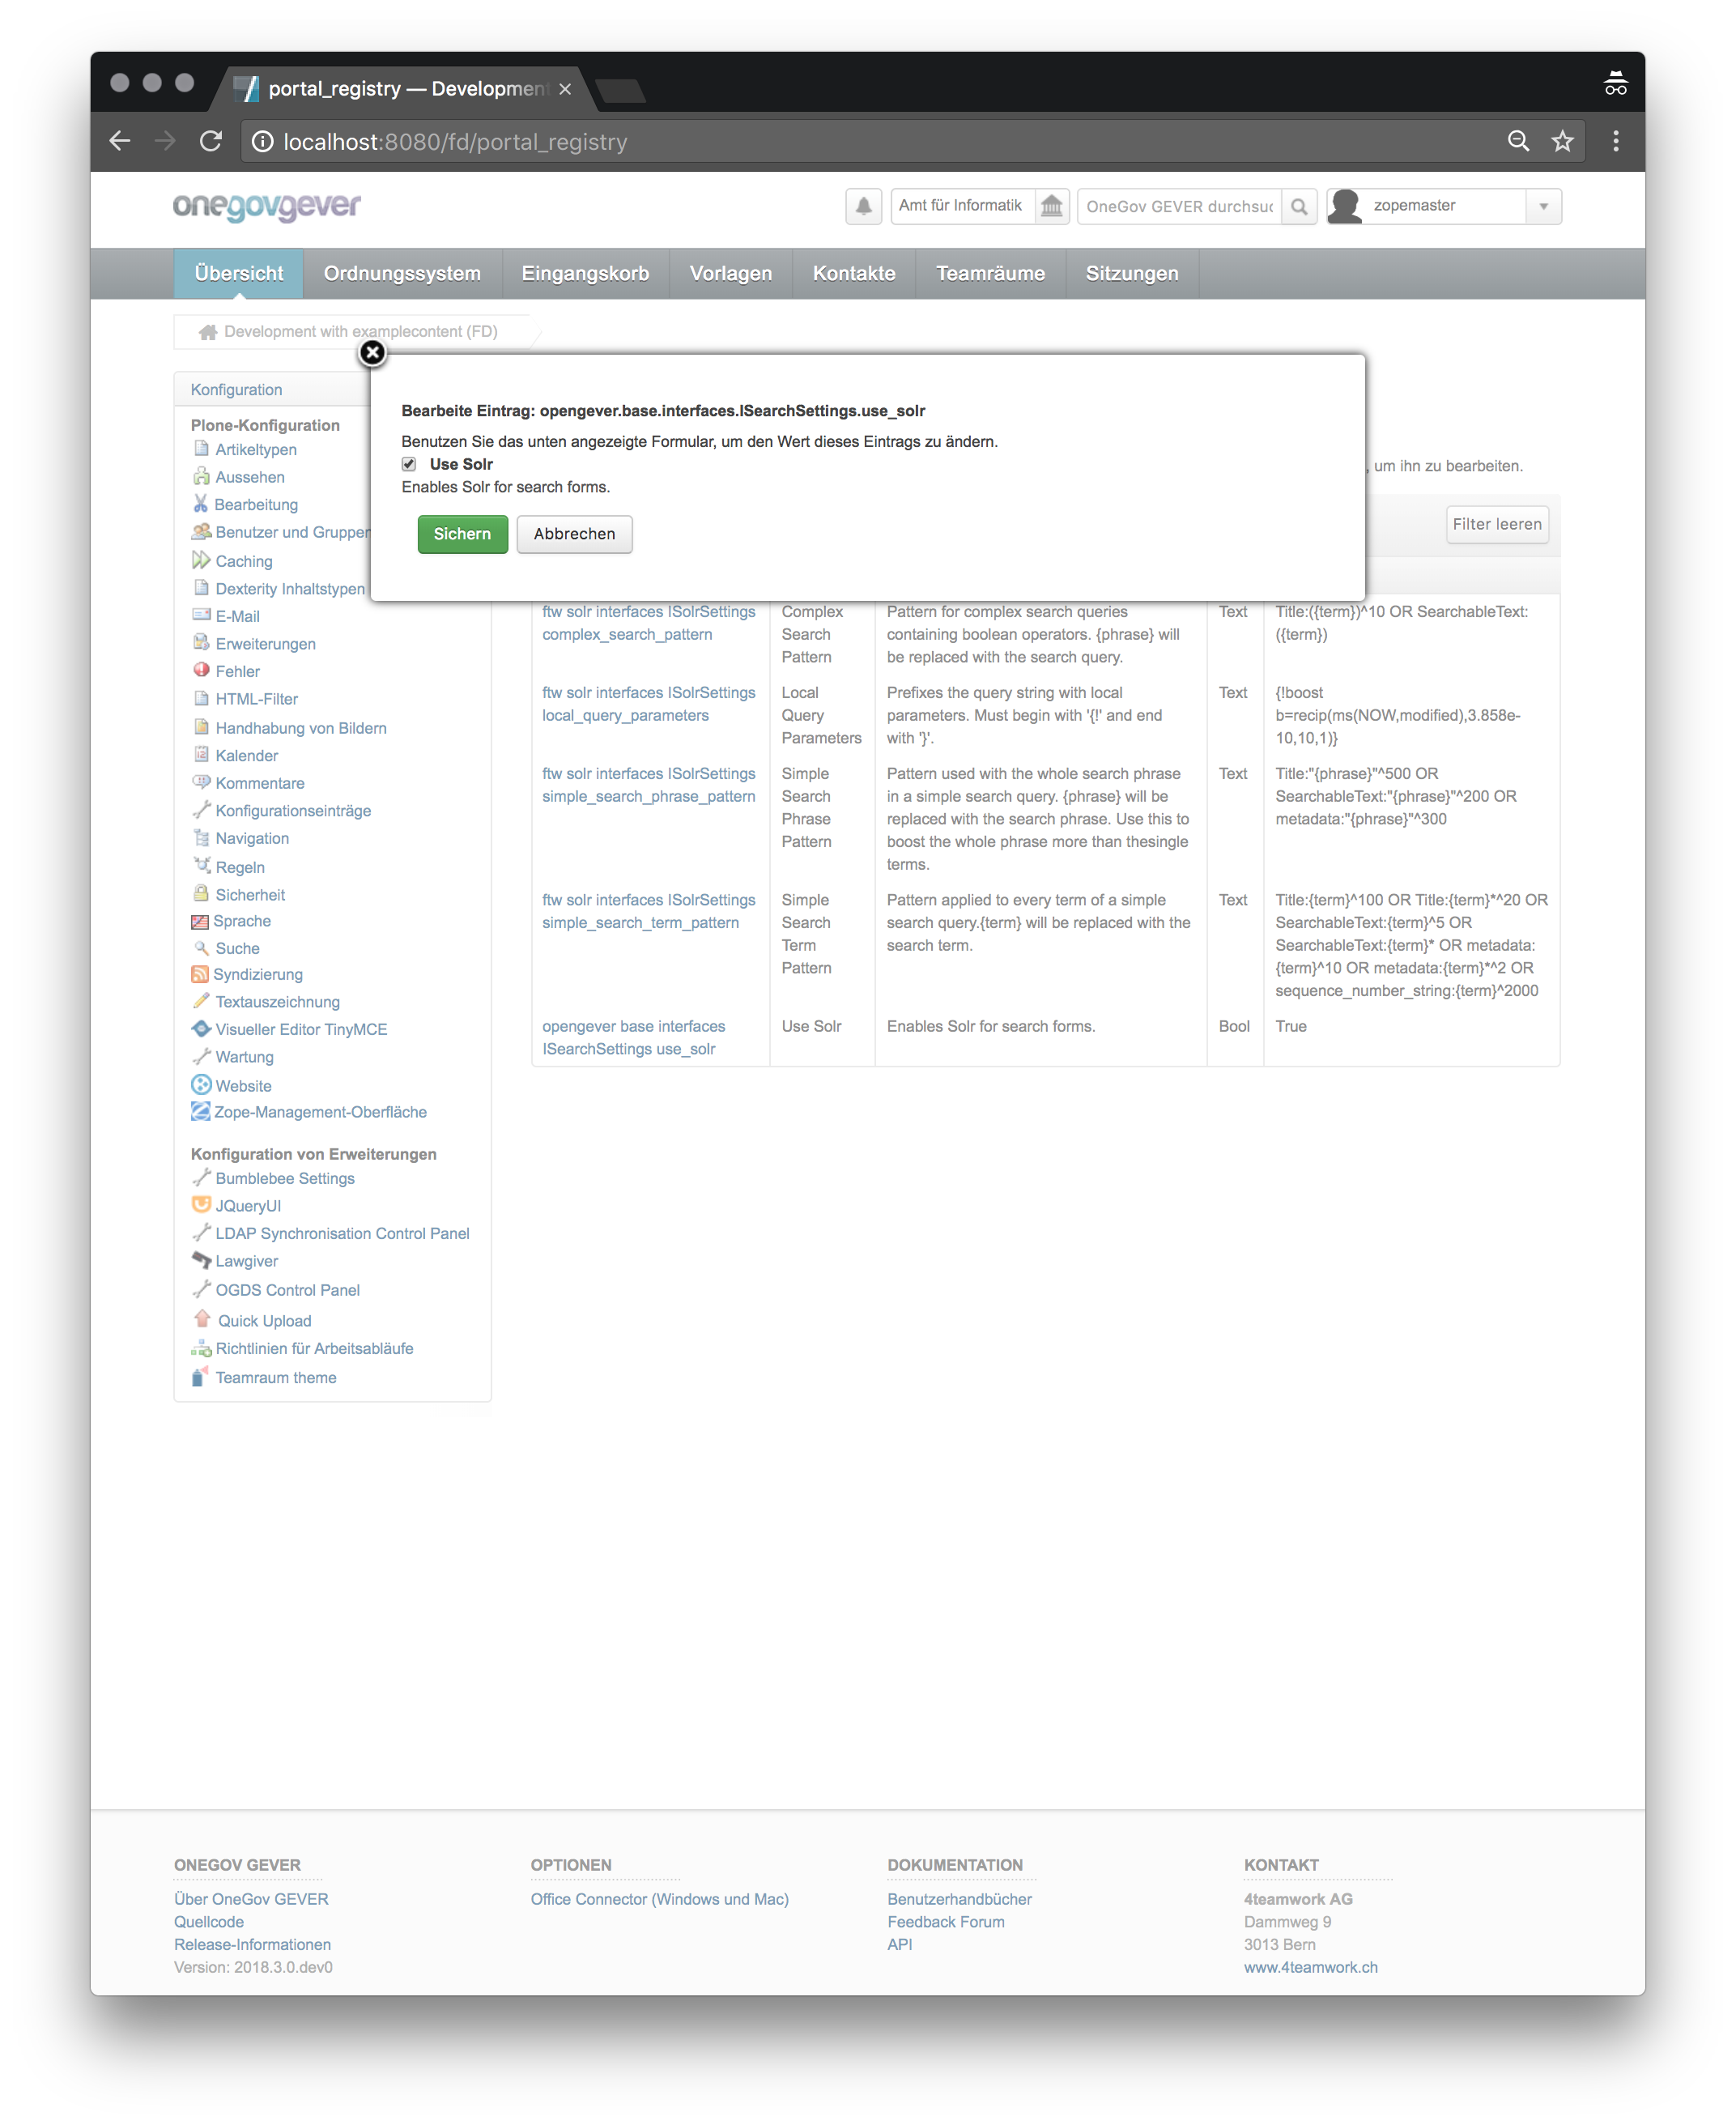 portal_registry — Development
localhost:8080/fd/portal_registry
onegovgever
Amt für Informatik
OneGov GEVER durchsuc
zopemaster
Übersicht
Ordnungssystem
Eingangskorb
Vorlagen
Kontakte
Teamräume
Sitzungen
Development with examplecontent (FD)
Bearbeite Eintrag: opengever.base.interfaces.ISearchSettings.use_solr
Benutzen Sie das unten angezeigte Formular, um den Wert dieses Eintrags zu ändern.
Use Solr
Enables Solr for search forms.
Sichern
Abbrechen
Konfiguration
Plone-Konfiguration
Artikeltypen
Aussehen
Bearbeitung
Benutzer und Gruppen
Caching
Dexterity Inhaltstypen
E-Mail
Erweiterungen
Fehler
HTML-Filter
Handhabung von Bildern
Kalender
Kommentare
Konfigurationseinträge
Navigation
Regeln
Sicherheit
Sprache
Suche
Syndizierung
Textauszeichnung
Visueller Editor TinyMCE
Wartung
Website
Zope-Management-Oberfläche
Konfiguration von Erweiterungen
Bumblebee Settings
JQueryUI
LDAP Synchronisation Control Panel
Lawgiver
OGDS Control Panel
Quick Upload
Richtlinien für Arbeitsabläufe
Teamraum theme
, um ihn zu bearbeiten.
Filter leeren
ftw solr interfaces ISolrSettings
complex_search_pattern
Complex
Search
Pattern
Pattern for complex search queries
containing boolean operators. {phrase} will
be replaced with the search query.
Text
Title:({term})^10 OR SearchableText:
({term})
ftw solr interfaces ISolrSettings
local_query_parameters
Local
Query
Parameters
Prefixes the query string with local
parameters. Must begin with '{!' and end
with '}'.
Text
{!boost
b=recip(ms(NOW,modified),3.858e-
10,10,1)}
ftw solr interfaces ISolrSettings
simple_search_phrase_pattern
Simple
Search
Phrase
Pattern
Pattern used with the whole search phrase
in a simple search query. {phrase} will be
replaced with the search phrase. Use this to
boost the whole phrase more than thesingle
terms.
Text
Title:"{phrase}"^500 OR
SearchableText:"{phrase}"^200 OR
metadata:"{phrase}"^300
ftw solr interfaces ISolrSettings
simple_search_term_pattern
Simple
Search
Term
Pattern
Pattern applied to every term of a simple
search query.{term} will be replaced with the
search term.
Text
Title:{term}^100 OR Title:{term}*^20 OR
SearchableText:{term}^5 OR
SearchableText:{term}* OR metadata:
{term}^10 OR metadata:{term}*^2 OR
sequence_number_string:{term}^2000
opengever base interfaces
ISearchSettings use_solr
Use Solr
Enables Solr for search forms.
Bool
True
ONEGOV GEVER
Über OneGov GEVER
Quellcode
Release-Informationen
Version: 2018.3.0.dev0
OPTIONEN
Office Connector (Windows und Mac)
DOKUMENTATION
Benutzerhandbücher
Feedback Forum
API
KONTAKT
4teamwork AG
Dammweg 9
3013 Bern
www.4teamwork.ch